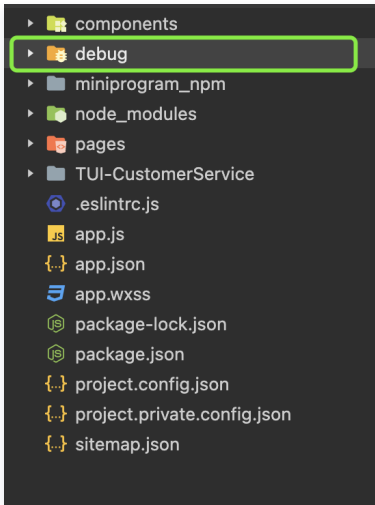 components
debug
miniprogram_npm
node_modules
pages
TUI-CustomerService
.eslintrc.js
JS app.js
{..} app.json
app.wxss
package-lock.json
package.json
{..} project.config.json
{..} project.private.config.json
{..} sitemap.json